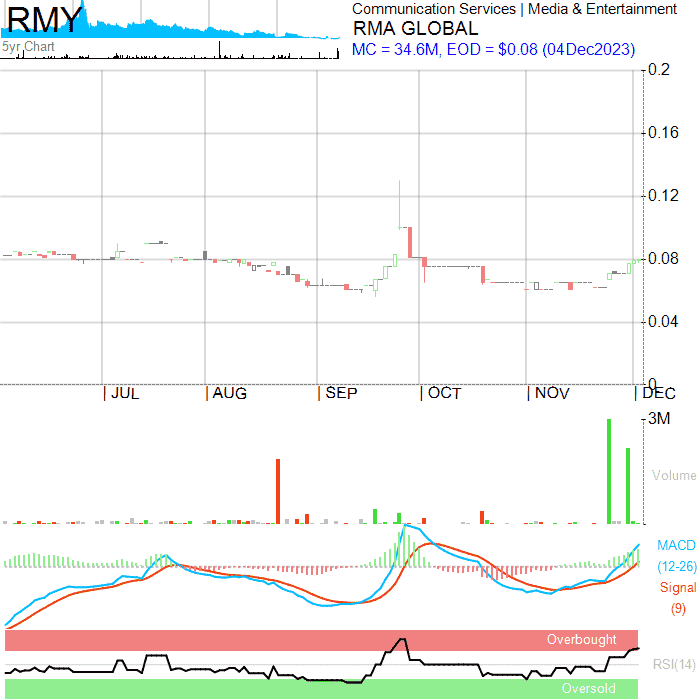 RMY
Communication Services | Media & Entertainment
RMA GLOBAL
5yr Chart
MC = 34.6M, EOD = $0.08 (04Dec2023)
0.2
0.16
0.12
0.08
0.04
0
JUL AUG SEP OCT NOV DEC
3M
Volume
MACD
(12-26)
Signal
(9)
Overbought
RSI(14)
Oversold